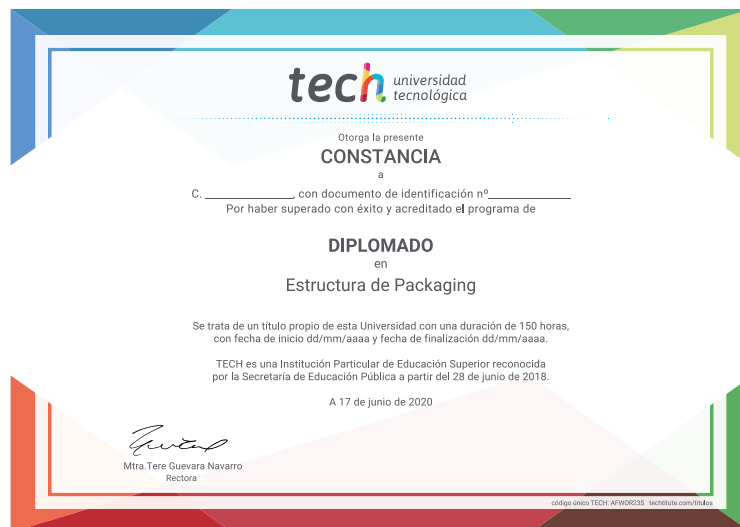 tech universidad
tecnológica
Otorga la presente
CONSTANCIA
a
C. ______________, con documento de identificación nº______________
Por haber superado con éxito y acreditado el programa de
DIPLOMADO
en
Estructura de Packaging
Se trata de un título propio de esta Universidad con una duración de 150 horas,
con fecha de inicio dd/mm/aaaa y fecha de finalización dd/mm/aaaa.
TECH es una Institución Particular de Educación Superior reconocida
por la Secretaría de Educación Pública a partir del 28 de junio de 2018.
A 17 de junio de 2020
Mtra.Tere Guevara Navarro
Rectora
código único TECH: AFWOR23S techtitute.com/titulos